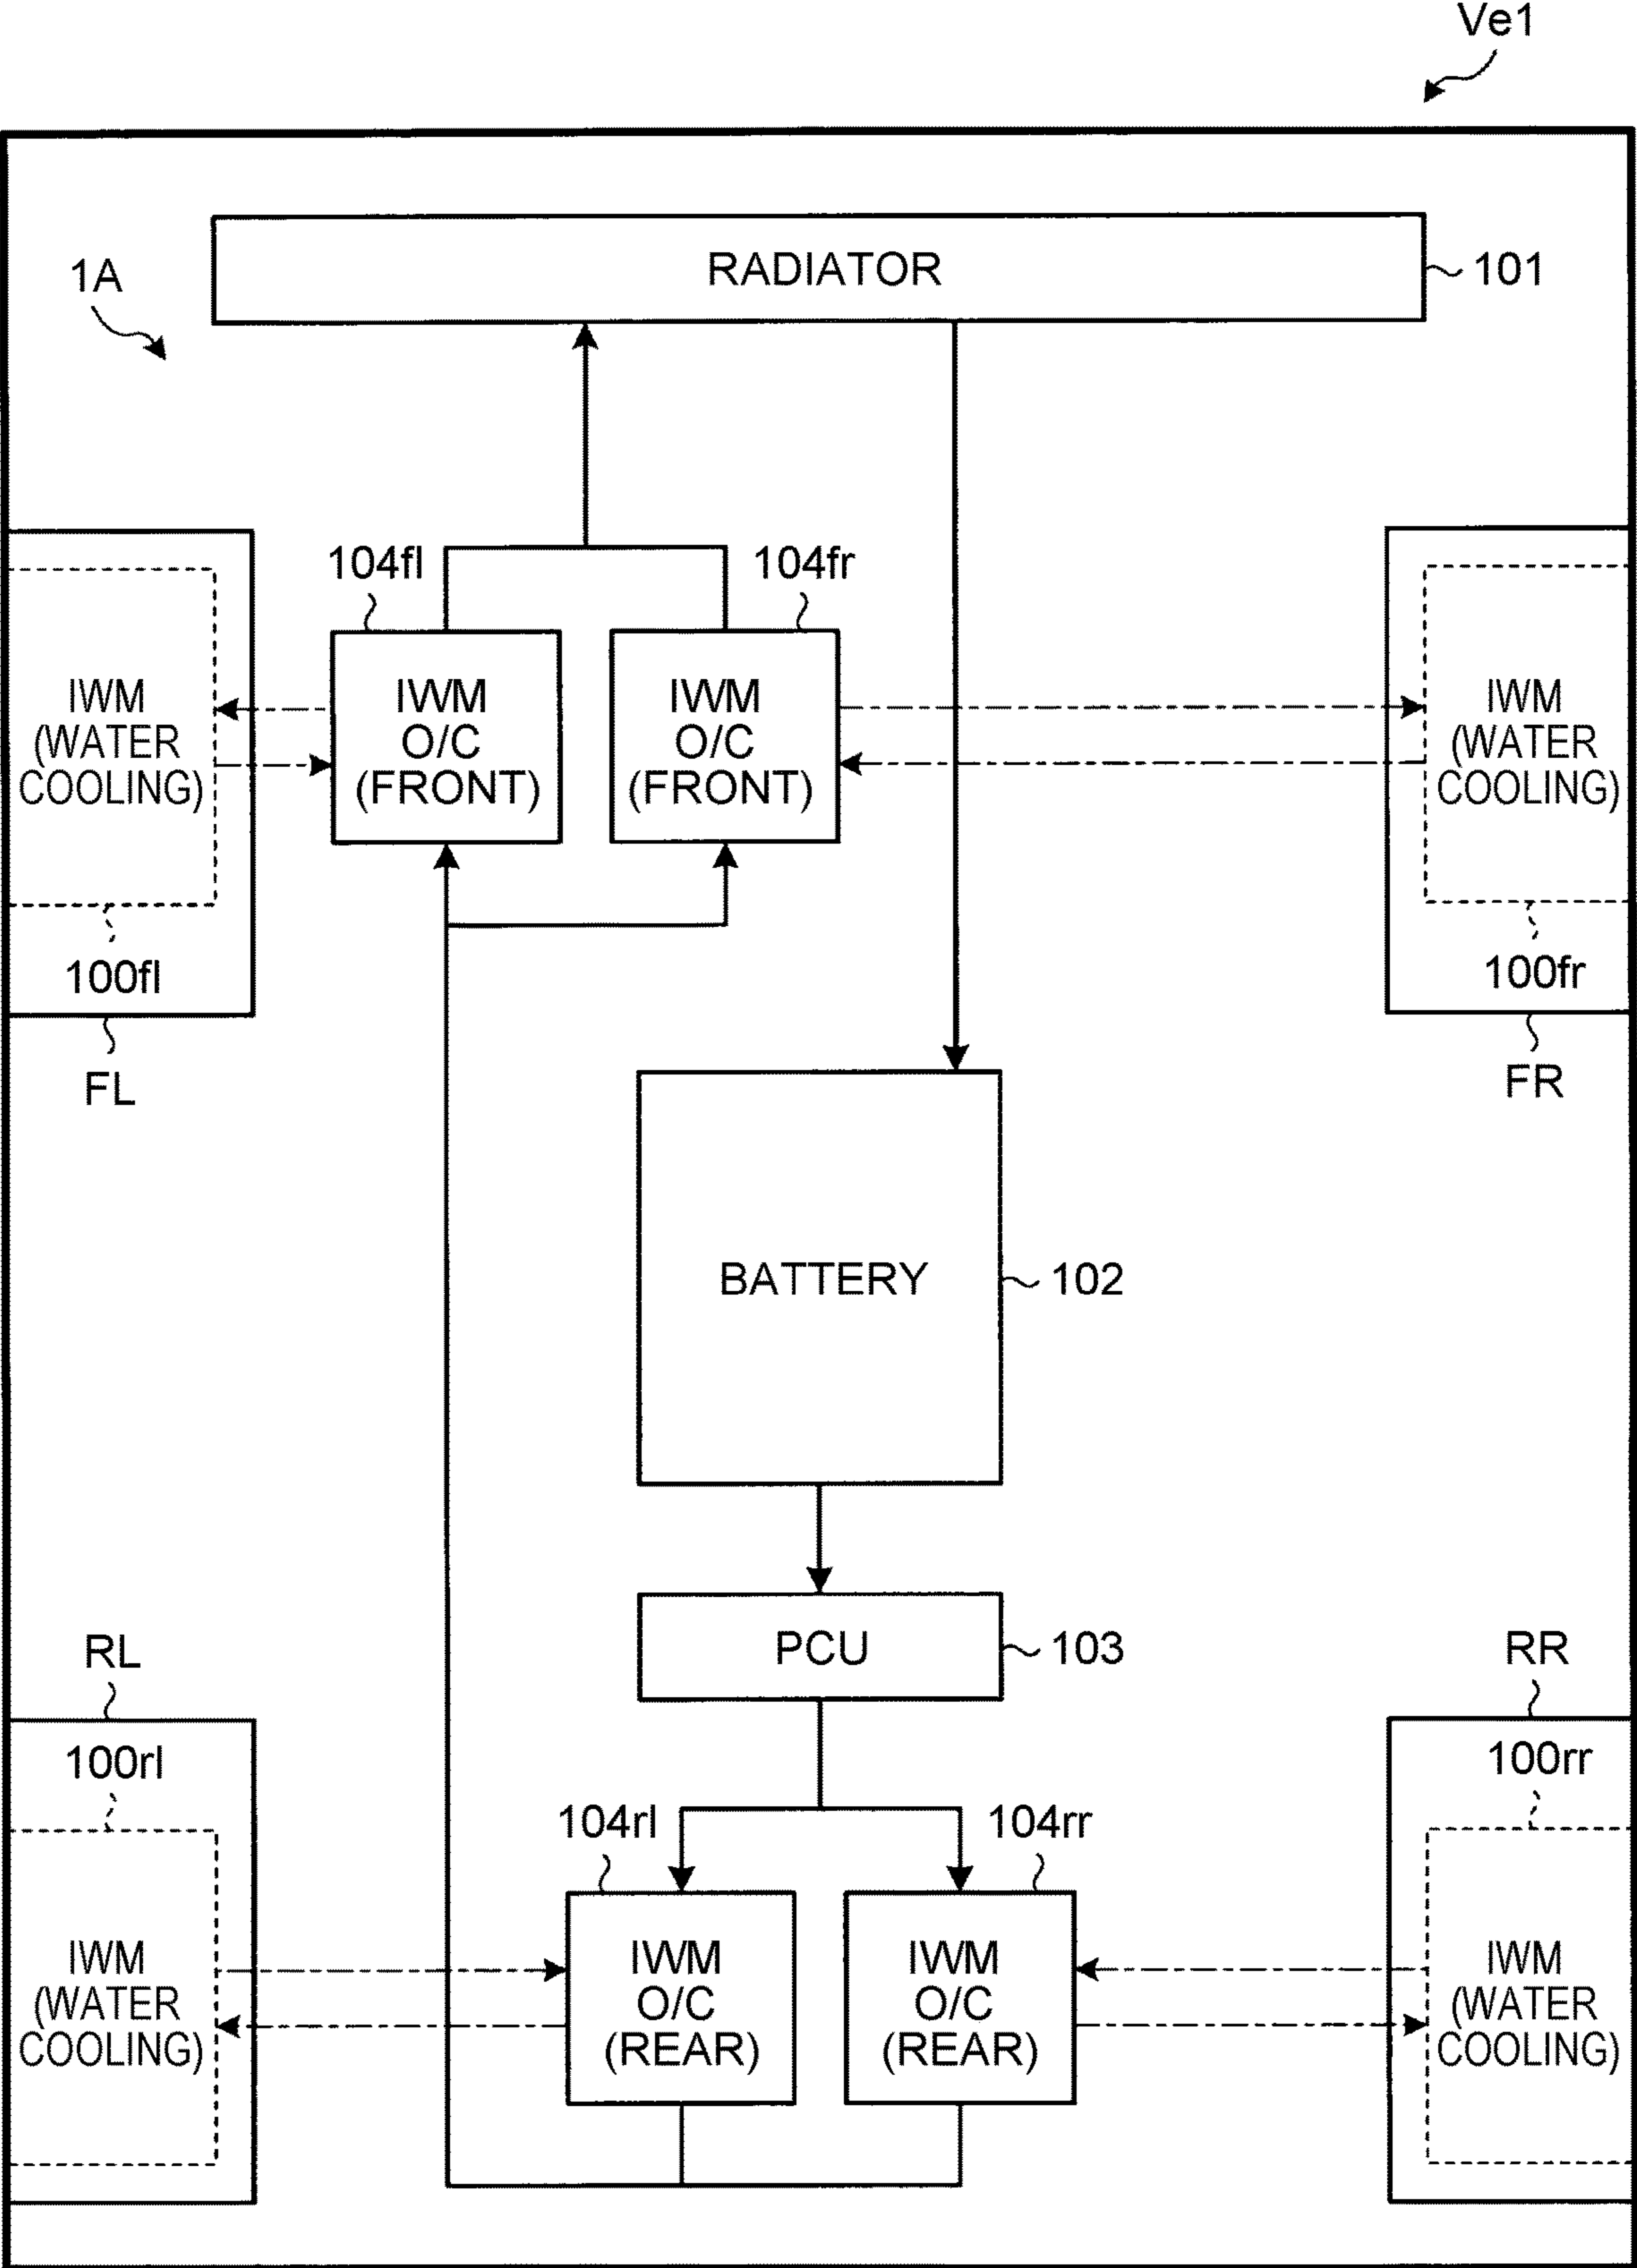 Ve1
RADIATOR
101
1A
104fl
104fr
IWM
(WATER
COOLING)
IWM
O/C
(FRONT)
IWM
O/C
(FRONT)
IWM
(WATER
COOLING)
100fl
100fr
FL
FR
BATTERY
102
PCU
103
RL
RR
100rl
100rr
104rl
104rr
IWM
(WATER
COOLING)
IWM
O/C
(REAR)
IWM
O/C
(REAR)
IWM
(WATER
COOLING)